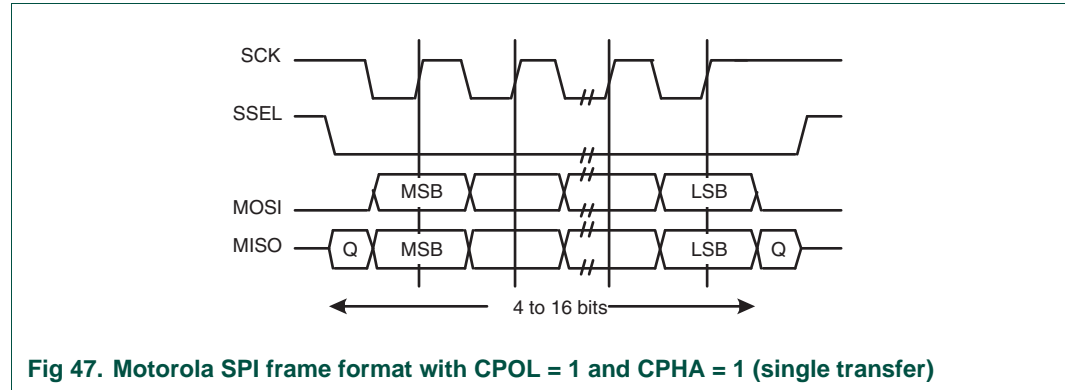 SCK
SSEL
MOSI
MSB
LSB
MISO
Q
MSB
LSB
Q
4 to 16 bits
Fig 47. Motorola SPI frame format with CPOL = 1 and CPHA = 1 (single transfer)